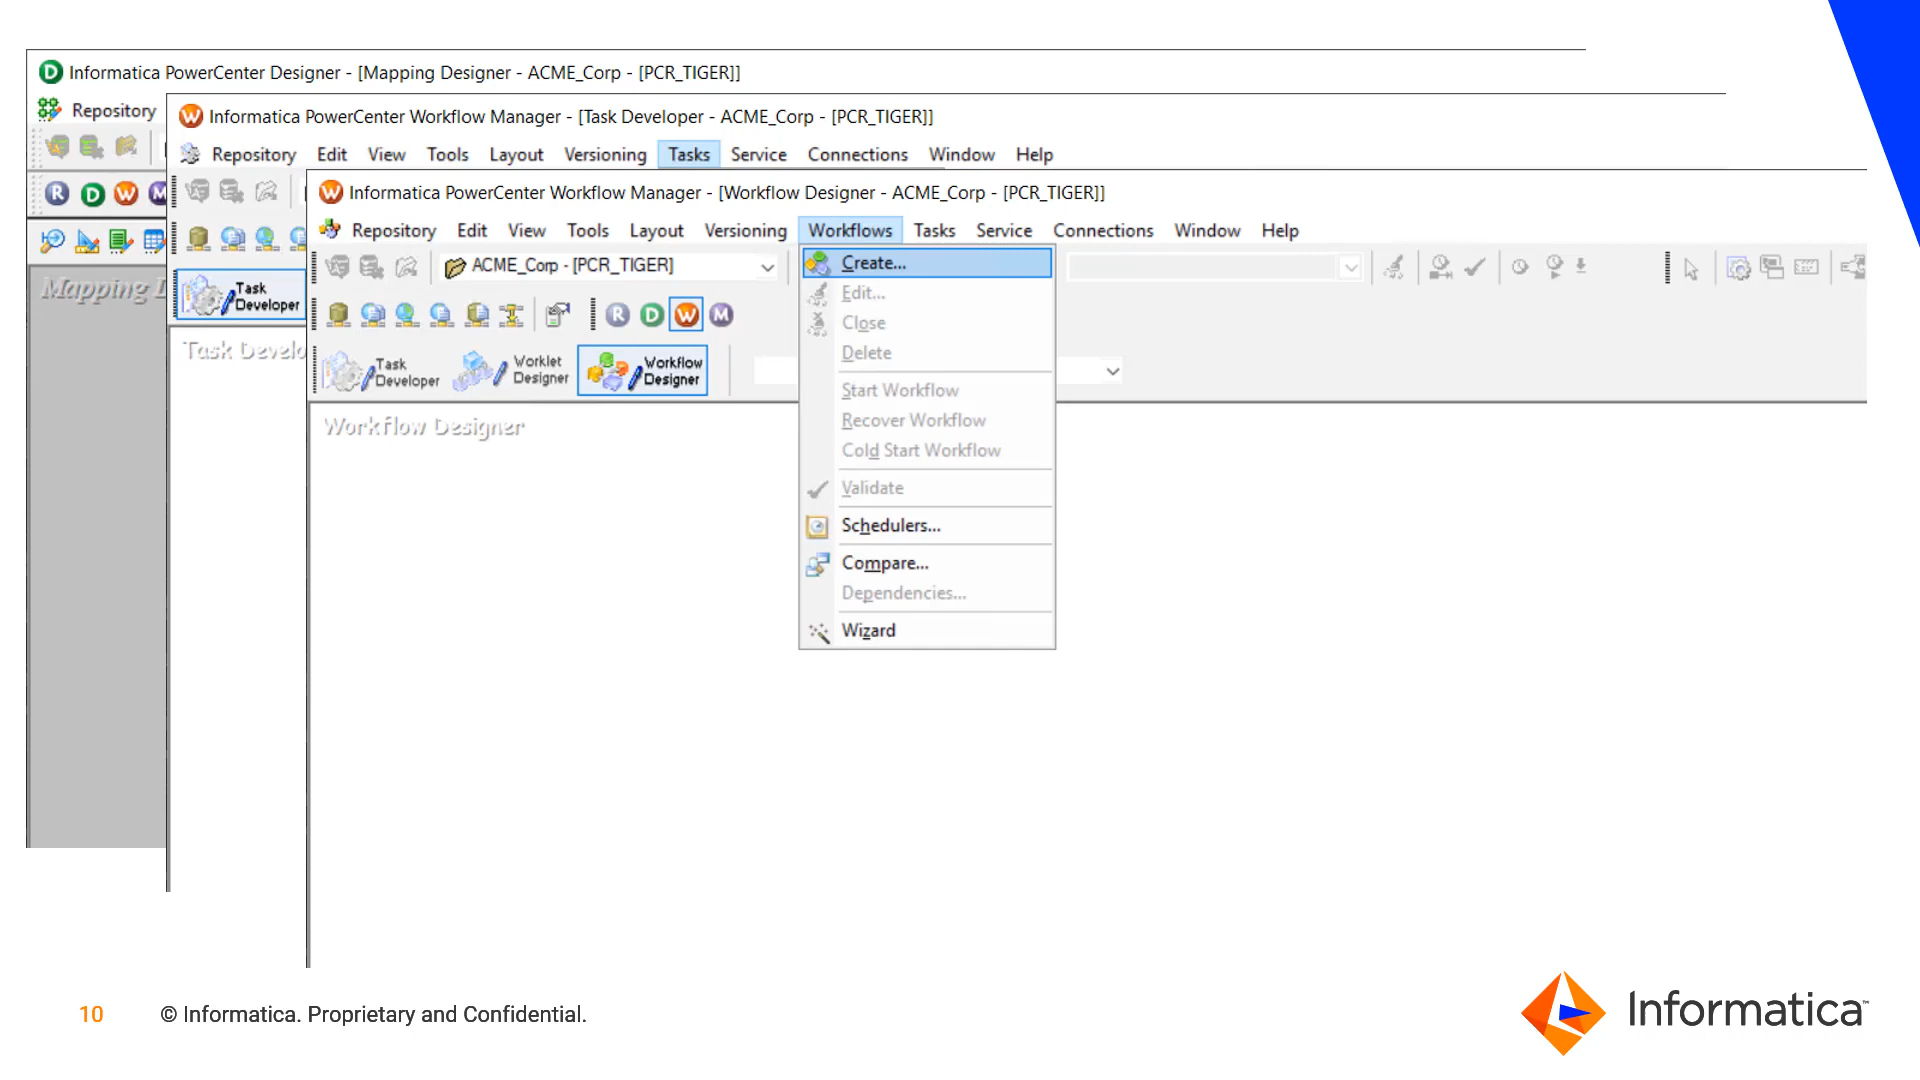 Informatica PowerCenter Designer - [Mapping Designer - ACME_Corp - [PCR_TIGER]]
Repository
Informatica PowerCenter Workflow Manager - [Task Developer - ACME_Corp - [PCR_TIGER]]
Repository Edit View Tools Layout Versioning Tasks Service Connections Window Help
R D W M
Informatica PowerCenter Workflow Manager - [Workflow Designer - ACME_Corp - [PCR_TIGER]]
Repository Edit View Tools Layout Versioning Workflows Tasks Service Connections Window Help
ACME_Corp - [PCR_TIGER]
R D W M
Mapping D
Task
Developer
Task Develo
Task
Developer
Worklet
Designer
Workflow
Designer
Workflow Designer
Create...
Edit...
Close
Delete
Start Workflow
Recover Workflow
Cold Start Workflow
Validate
Schedulers...
Compare...
Dependencies...
Wizard
10 © Informatica. Proprietary and Confidential.
Informatica™